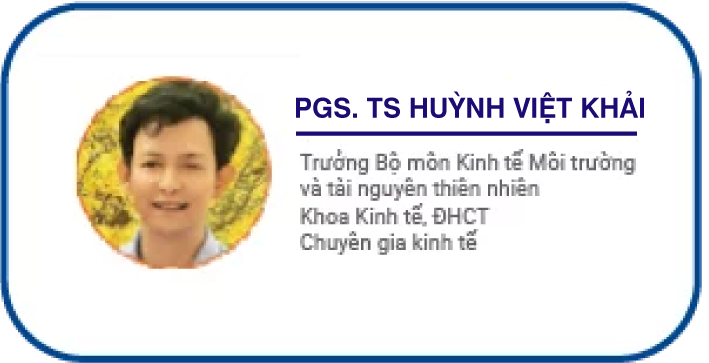 PGS. TS HUỲNH VIỆT KHẢI
Trưởng Bộ môn Kinh tế Môi trường
và tài nguyên thiên nhiên
Khoa Kinh tế, ĐHCT
Chuyên gia kinh tế